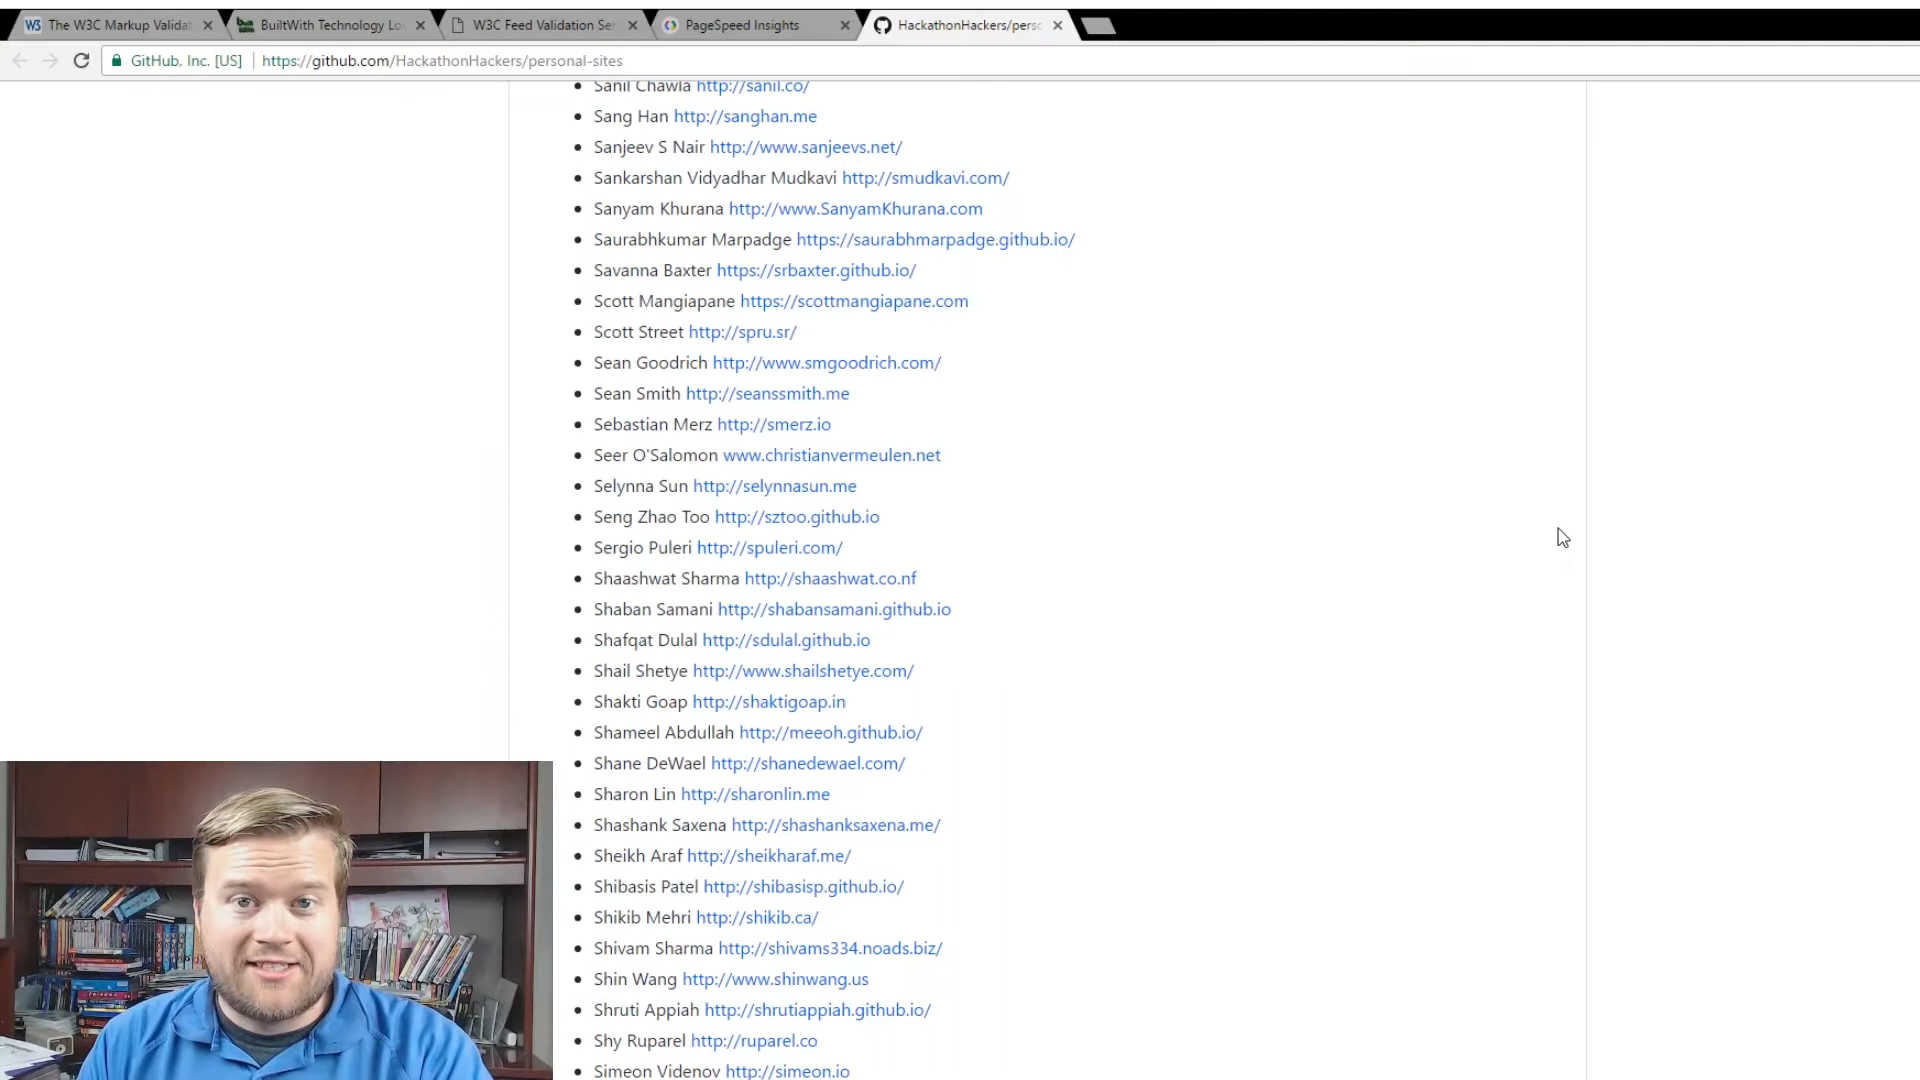 The W3C Markup Validat
BuiltWith Technology Lo
W3C Feed Validation Ser
PageSpeed Insights
HackathonHackers/perso
GitHub, Inc. [US] https://github.com/HackathonHackers/personal-sites
Sanil Chawla http://sanil.co/
Sang Han http://sanghan.me
Sanjeev S Nair http://www.sanjeevs.net/
Sankarshan Vidyadhar Mudkavi http://smudkavi.com/
Sanyam Khurana http://www.SanyamKhurana.com
Saurabhkumar Marpadge https://saurabhmarpadge.github.io/
Savanna Baxter https://srbaxter.github.io/
Scott Mangiapane https://scottmangiapane.com
Scott Street http://spru.sr/
Sean Goodrich http://www.smgoodrich.com/
Sean Smith http://seanssmith.me
Sebastian Merz http://smerz.io
Seer O'Salomon www.christianvermeulen.net
Selynna Sun http://selynnasun.me
Seng Zhao Too http://sztoo.github.io
Sergio Puleri http://spuleri.com/
Shaashwat Sharma http://shaashwat.co.nf
Shaban Samani http://shabansamani.github.io
Shafqat Dulal http://sdulal.github.io
Shail Shetye http://www.shailshetye.com/
Shakti Goap http://shaktigoap.in
Shameel Abdullah http://meeoh.github.io/
Shane DeWael http://shanedewael.com/
Sharon Lin http://sharonlin.me
Shashank Saxena http://shashanksaxena.me/
Sheikh Araf http://sheikharaf.me/
Shibasis Patel http://shibasisp.github.io/
Shikib Mehri http://shikib.ca/
Shivam Sharma http://shivams334.noads.biz/
Shin Wang http://www.shinwang.us
Shruti Appiah http://shrutiappiah.github.io/
Shy Ruparel http://ruparel.co
Simeon Videnov http://simeon.io